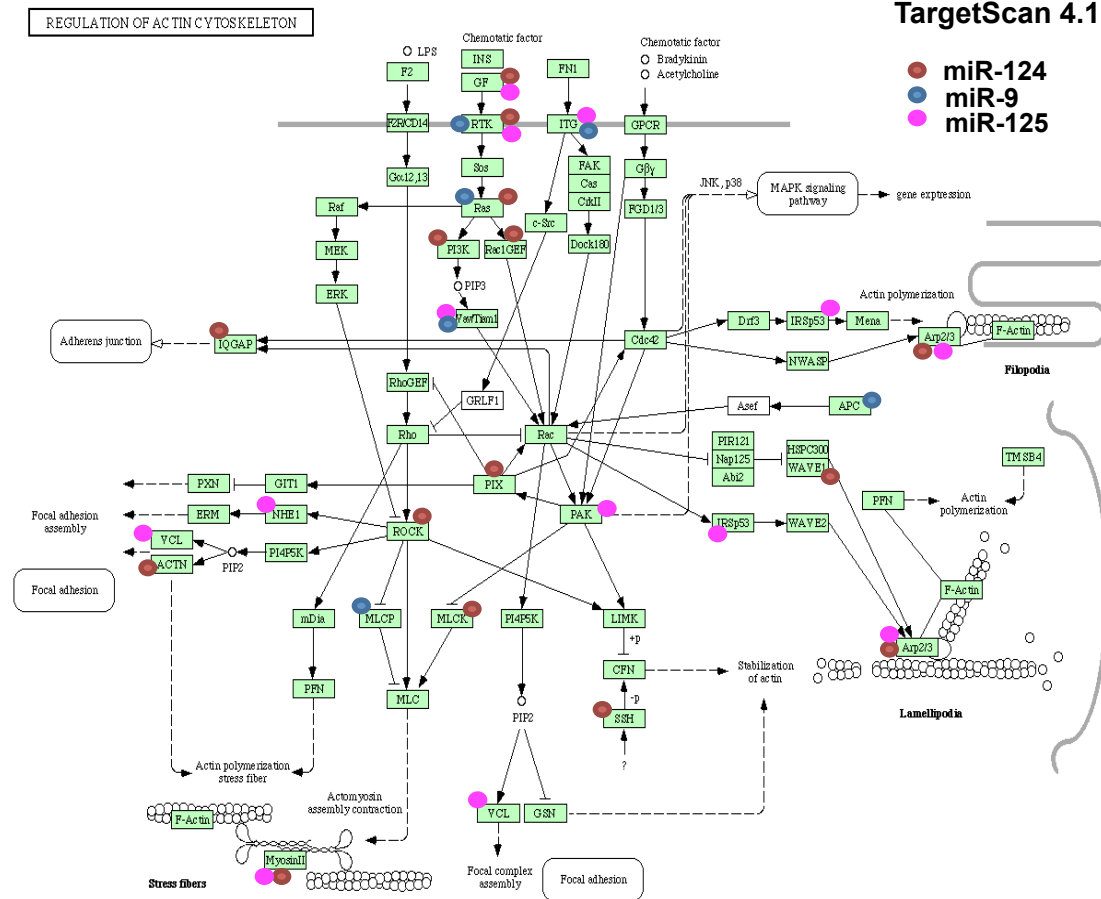 REGULATION OF ACTIN CYTOSKELETON
TargetScan 4.1
miR-124
miR-9
miR-125
LPS
F2
F2R/CD14
Gα12,13
Chemotatic factor
INS
GF
RTK
Sos
Ras
PI3K
Rac1GEF
PIP3
Vav/Tiam1
FN1
ITG
FAK
Cas
CrkII
c-Src
Dock180
Chemotatic factor
Bradykinin
Acetylcholine
GPCR
Gβγ
FGD1/3
JNK, p38
MAPK signaling
pathway
gene exprtssion
Raf
MEK
ERK
Adherens junction
IQGAP
RhoGEF
GRLF1
Cdc42
Drf3
IRSp53
Mena
Actin polymerization
NWASP
Arp2/3
F-Actin
Filopodia
Rho
Rac
Asef
APC
PIR121
Nap125
Abi2
HSPC300
WAVE1
TMSB4
PXN
GIT1
PIX
PFN
Actin
polymerization
Focal adhesion
assembly
ERM
NHE1
ROCK
PAK
IRSp53
WAVE2
VCL
ACTN
PIP2
PI4P5K
Focal adhesion
mDia
MLCP
MLCK
PI4P5K
LIMK
+p
F-Actin
Arp2/3
PFN
MLC
CFN
Stabilization
of actin
-p
SSH
?
PIP2
Lamellipodia
Actin polymerization
stress fiber
Actomyosin
assembly contraction
F-Actin
VCL
GSN
MyosinII
Stress fibers
Focal complex
assembly
Focal adhesion